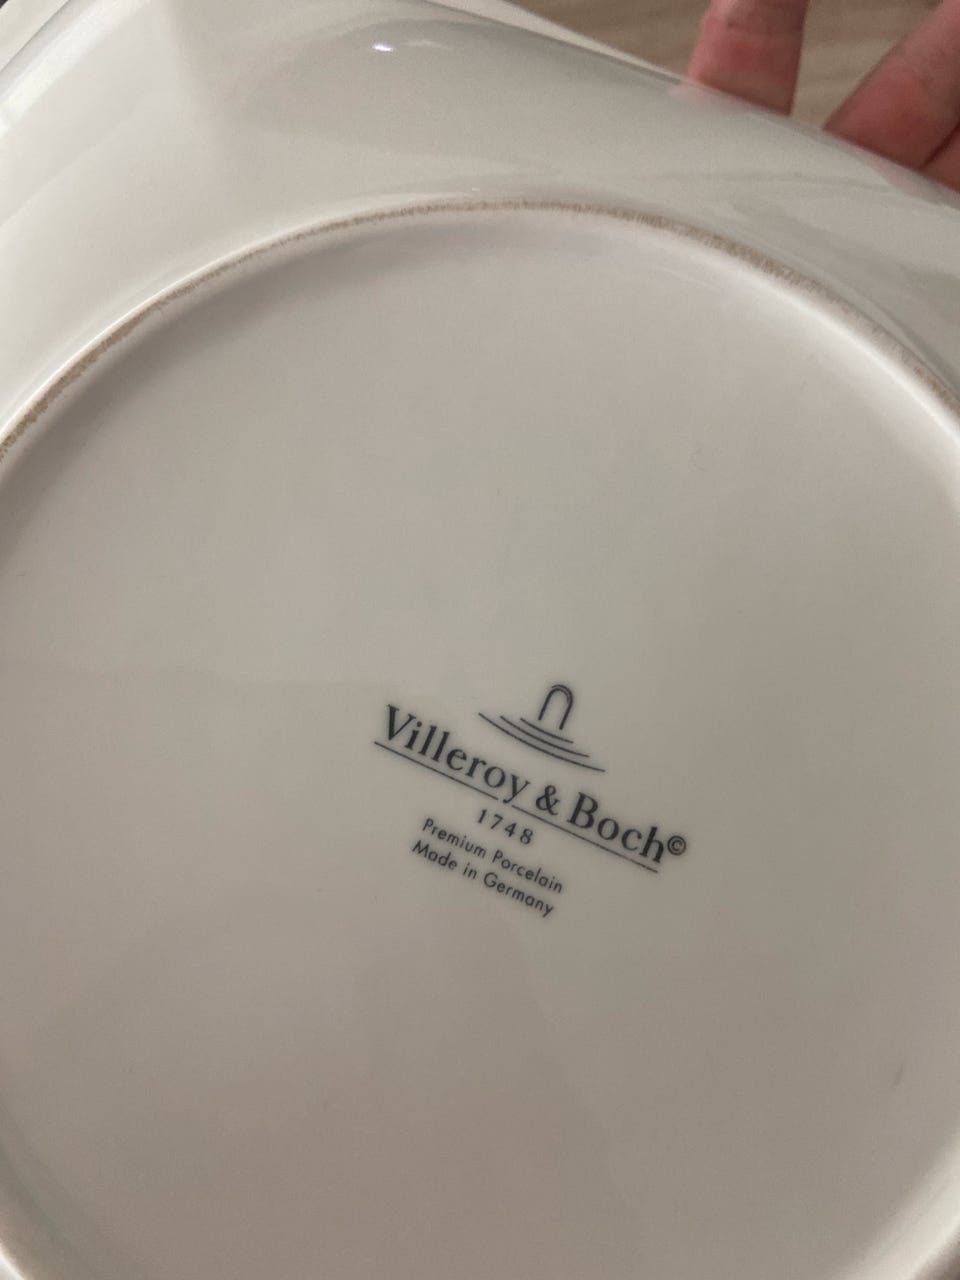 Villeroy & Boch©
1748
Premium Porcelain
Made in Germany